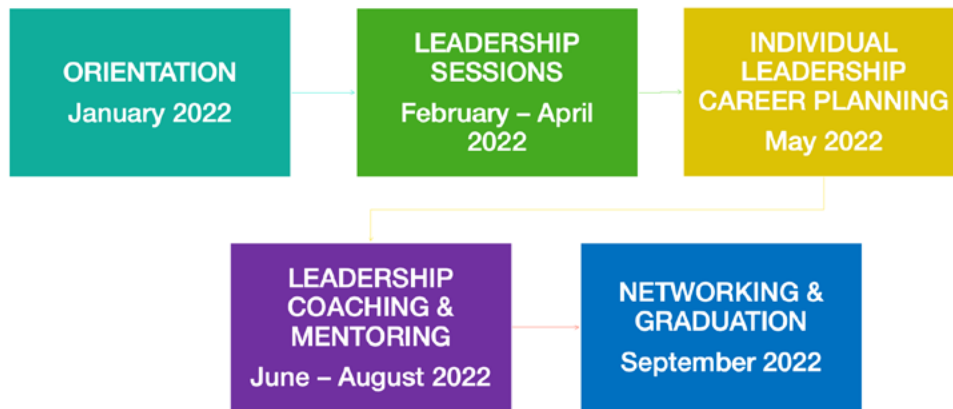 ORIENTATION
January 2022
LEADERSHIP
SESSIONS
February – April
2022
INDIVIDUAL
LEADERSHIP
CAREER PLANNING
May 2022
LEADERSHIP
COACHING &
MENTORING
June – August 2022
NETWORKING &
GRADUATION
September 2022